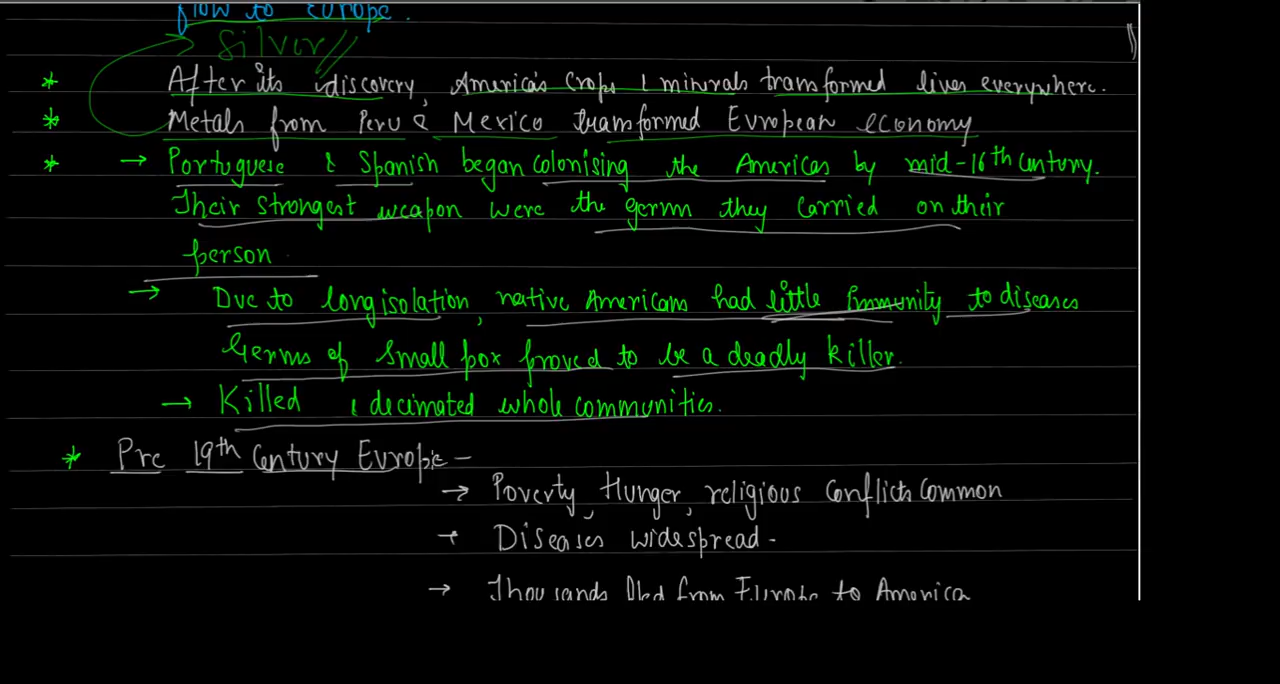 flow to Europe.
Silver
* After its discovery, America's Crops & minerals transformed lives everywhere.
* Metals from Peru & Mexico transformed European economy
* → Portuguese & Spanish began colonising the Americas by mid-16th Century.
Their strongest weapon were the germ they carried on their
person
→ Due to long isolation, native Americans had little Immunity to diseases
Germs of Small pox proved to be a deadly killer.
→ Killed & decimated whole communities.
* Pre 19th Century Europe -
→ Poverty, Hunger, religious Conflicts Common
→ Diseases widespread -
→ Thousands fled from Europe to America